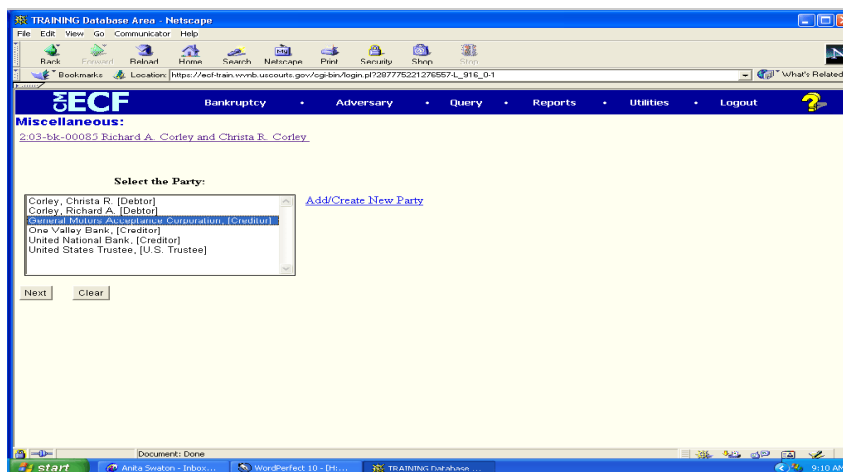 TRAINING Database Area - Netscape
File Edit View Go Communicator Help
Back Forward Reload Home Search Netscape Print Security Shop Stop
Bookmarks Location: https://ecf-train.wvnb.uscourts.gov/cgi-bin/login.pl?287775221276557-L_916_0-1 What's Related
CM ECF Bankruptcy • Adversary • Query • Reports • Utilities • Logout ?
Miscellaneous:
2:03-bk-00085 Richard A. Corley and Christa R. Corley
Select the Party:
Corley, Christa R. [Debtor] Add/Create New Party
Corley, Richard A. [Debtor]
General Motors Acceptance Corporation, [Creditor]
One Valley Bank, [Creditor]
United National Bank, [Creditor]
United States Trustee, [U.S. Trustee]
Next Clear
Document: Done
start Anita Swaton - Inbox... WordPerfect 10 - [H:... TRAINING Database ... 9:10 AM